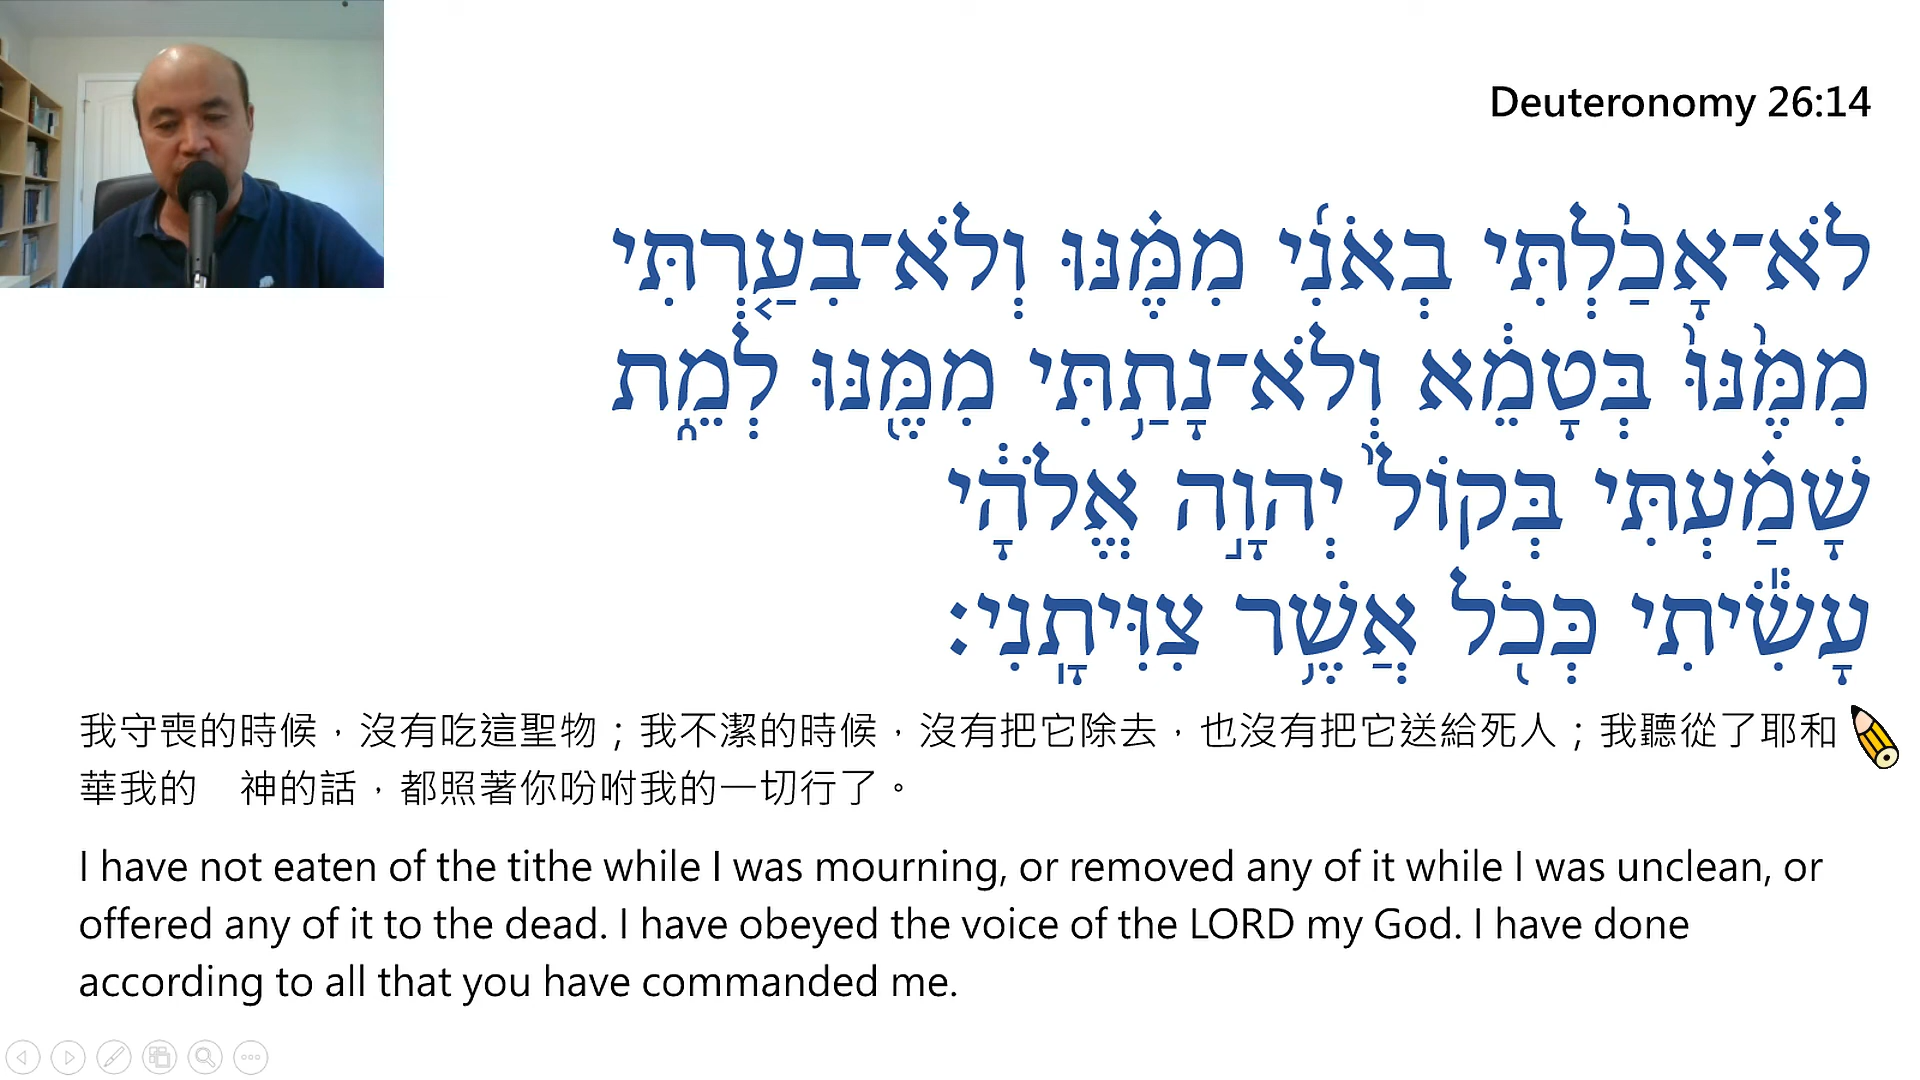 Deuteronomy 26:14
לֹא־אָכַ֨לְתִּי בְאֹנִ֜י מִמֶּ֗נּוּ וְלֹא־בִעַ֤רְתִּי
מִמֶּ֙נּוּ֙ בְּטָמֵ֔א וְלֹא־נָתַ֥תִּי מִמֶּ֖נּוּ לְמֵ֑ת
שָׁמַ֗עְתִּי בְּקוֹל֙ יְהוָ֣ה אֱלֹהָ֔י
עָשִׂ֕יתִי כְּכֹ֖ל אֲשֶׁ֥ר צִוִּיתָֽנִי׃
我守喪的時候，沒有吃這聖物；我不潔的時候，沒有把它除去，也沒有把它送給死人；我聽從了耶和
華我的　神的話，都照著你吩咐我的一切行了。
I have not eaten of the tithe while I was mourning, or removed any of it while I was unclean, or
offered any of it to the dead. I have obeyed the voice of the LORD my God. I have done
according to all that you have commanded me.